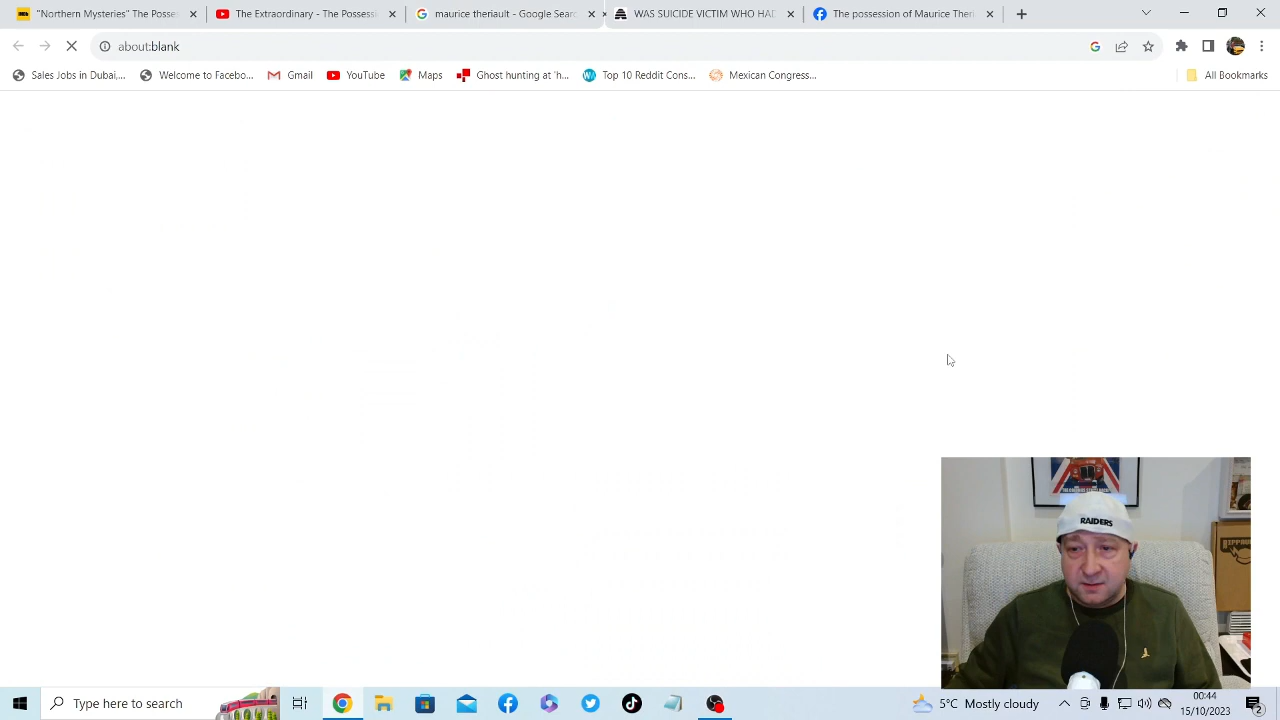 "Northern Mysteries" The Posse
The Extraordinary - The Possess
maurice theriault - Google Searc
WAS SUICIDE VICTIM WHO HAD
The possession of Maurice Theri
about:blank
Sales Jobs in Dubai,...
Welcome to Facebo...
Gmail
YouTube
Maps
Ghost hunting at 'h...
Top 10 Reddit Cons...
Mexican Congress...
All Bookmarks
RAIDERS
Type here to search
5°C Mostly cloudy
00:44
15/10/2023
2